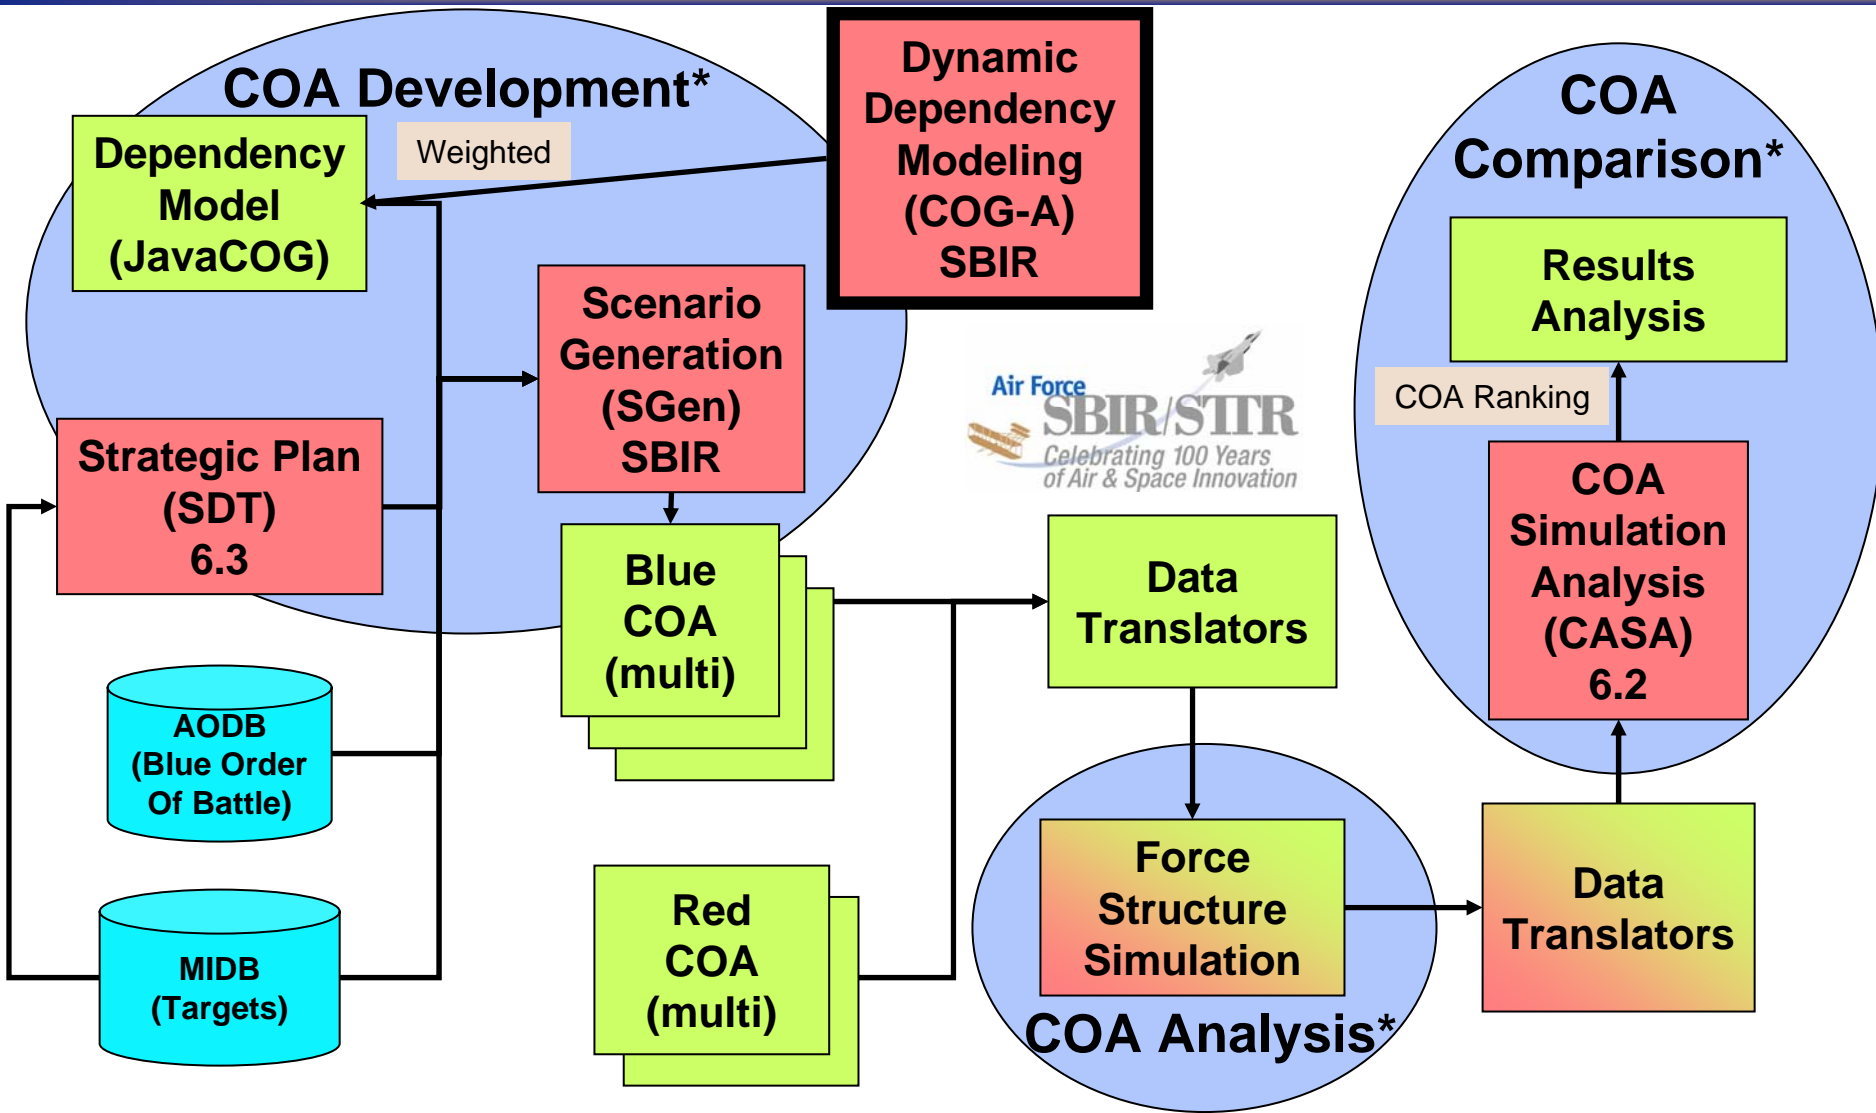 COA Development*
Dependency
Model
(JavaCOG)
Weighted
Dynamic
Dependency
Modeling
(COG-A)
SBIR
COA
Comparison*
Results
Analysis
COA Ranking
Scenario
Generation
(SGen)
SBIR
Air Force
SBIR/STTR
Celebrating 100 Years
of Air & Space Innovation
Strategic Plan
(SDT)
6.3
COA
Simulation
Analysis
(CASA)
6.2
Blue
COA
(multi)
Data
Translators
AODB
(Blue Order
Of Battle)
Force
Structure
Simulation
COA Analysis*
Data
Translators
Red
COA
(multi)
MIDB
(Targets)